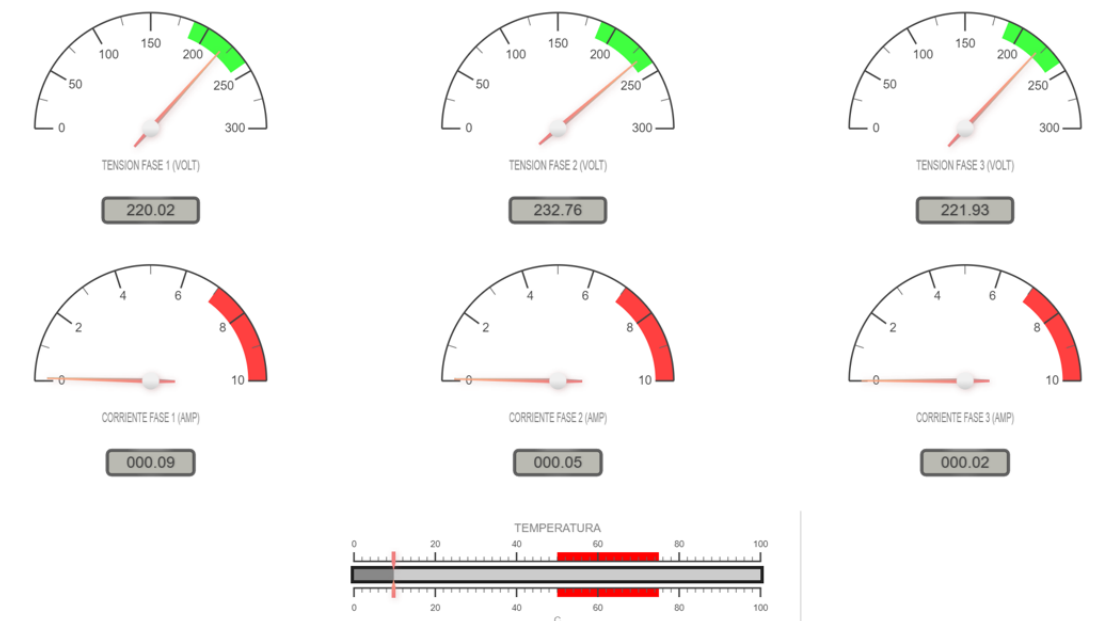 0 50 100 150 200 250 300
TENSION FASE 1 (VOLT)
220.02
0 50 100 150 200 250 300
TENSION FASE 2 (VOLT)
232.76
0 50 100 150 200 250 300
TENSION FASE 3 (VOLT)
221.93
0 2 4 6 8 10
CORRIENTE FASE 1 (AMP)
000.09
0 2 4 6 8 10
CORRIENTE FASE 2 (AMP)
000.05
0 2 4 6 8 10
CORRIENTE FASE 3 (AMP)
000.02
TEMPERATURA
0 20 40 60 80 100
0 20 40 60 80 100